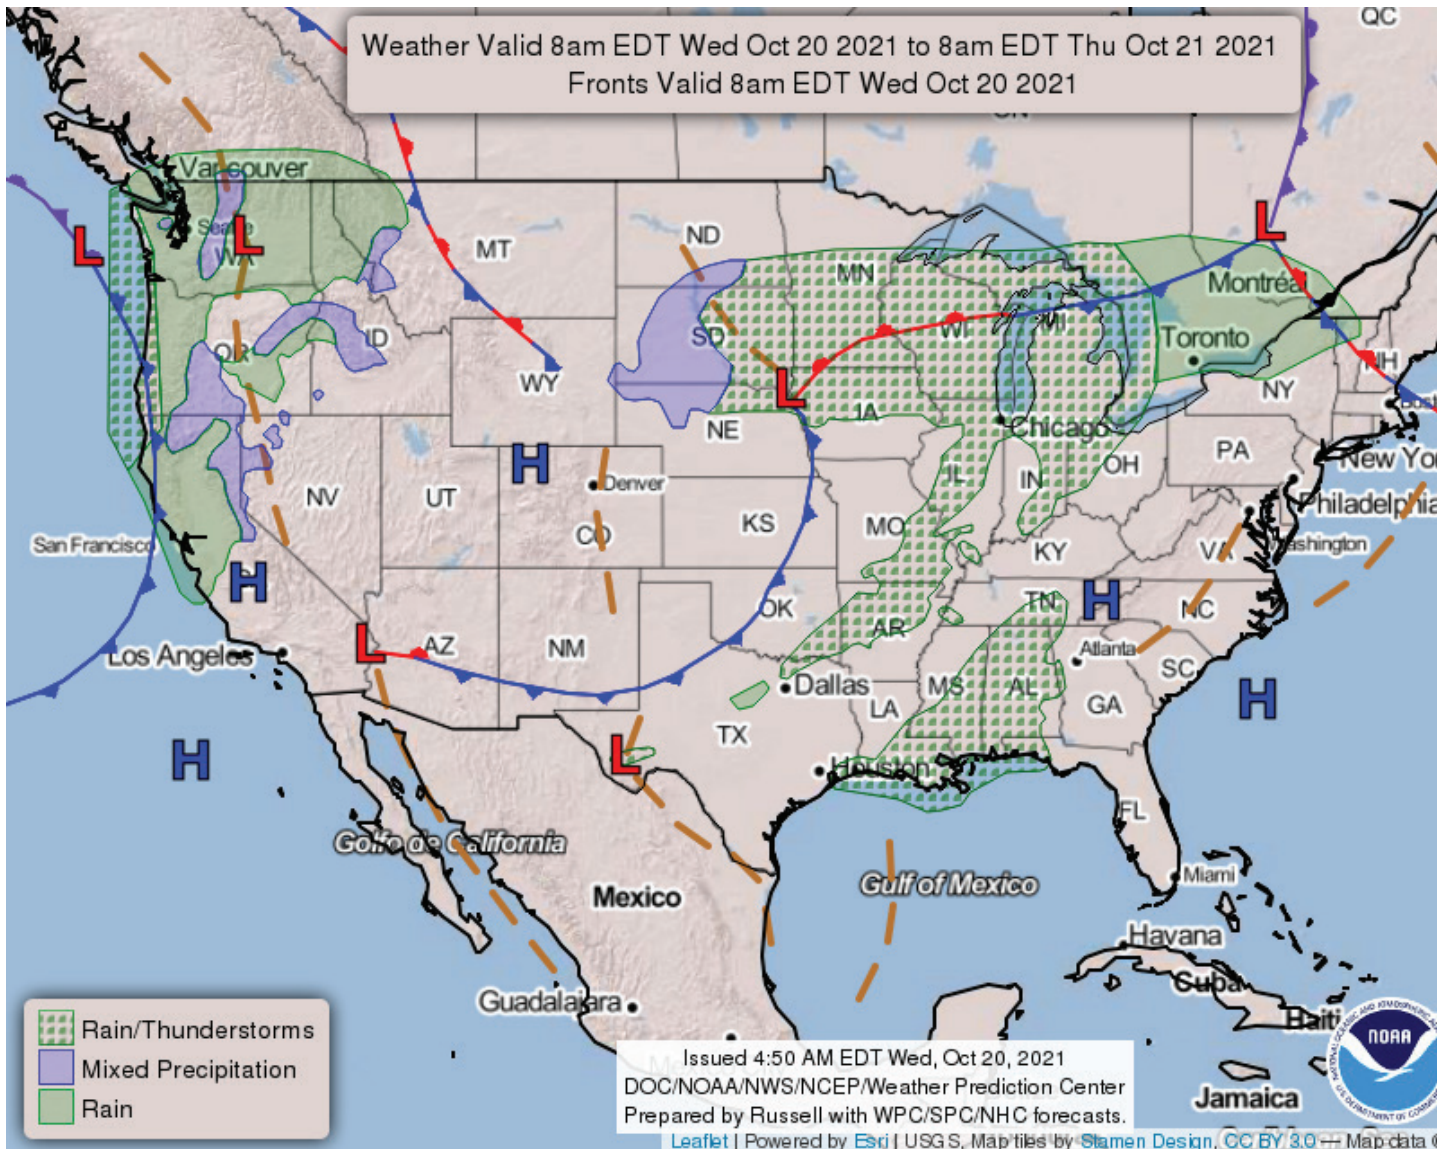 QC
Weather Valid 8am EDT Wed Oct 20 2021 to 8am EDT Thu Oct 21 2021
Fronts Valid 8am EDT Wed Oct 20 2021
Vancouver
Seattle
L
L
WA
MT
ND
MN
L
Montréal
OR
ID
SD
WI
MI
Toronto
WY
L
NH
NY
IA
NE
Chicago
H
Denver
IL
IN
OH
PA
New Yo
NV
UT
CO
KS
MO
Philadelphia
San Francisco
KY
VA
Washington
H
OK
TN
H
NC
L
Los Angeles
AZ
NM
AR
Atlanta
SC
Dallas
MS
AL
GA
H
LA
TX
H
L
Houston
FL
Golfo de California
Miami
Gulf of Mexico
Mexico
Havana
Cuba
Guadalajara
Haiti
NOAA
Rain/Thunderstorms
Mixed Precipitation
Rain
Issued 4:50 AM EDT Wed, Oct 20, 2021
DOC/NOAA/NWS/NCEP/Weather Prediction Center
Prepared by Russell with WPC/SPC/NHC forecasts.
Jamaica
Leaflet | Powered by Esri | USGS, Map tiles by Stamen Design, CC BY 3.0 — Map data ©